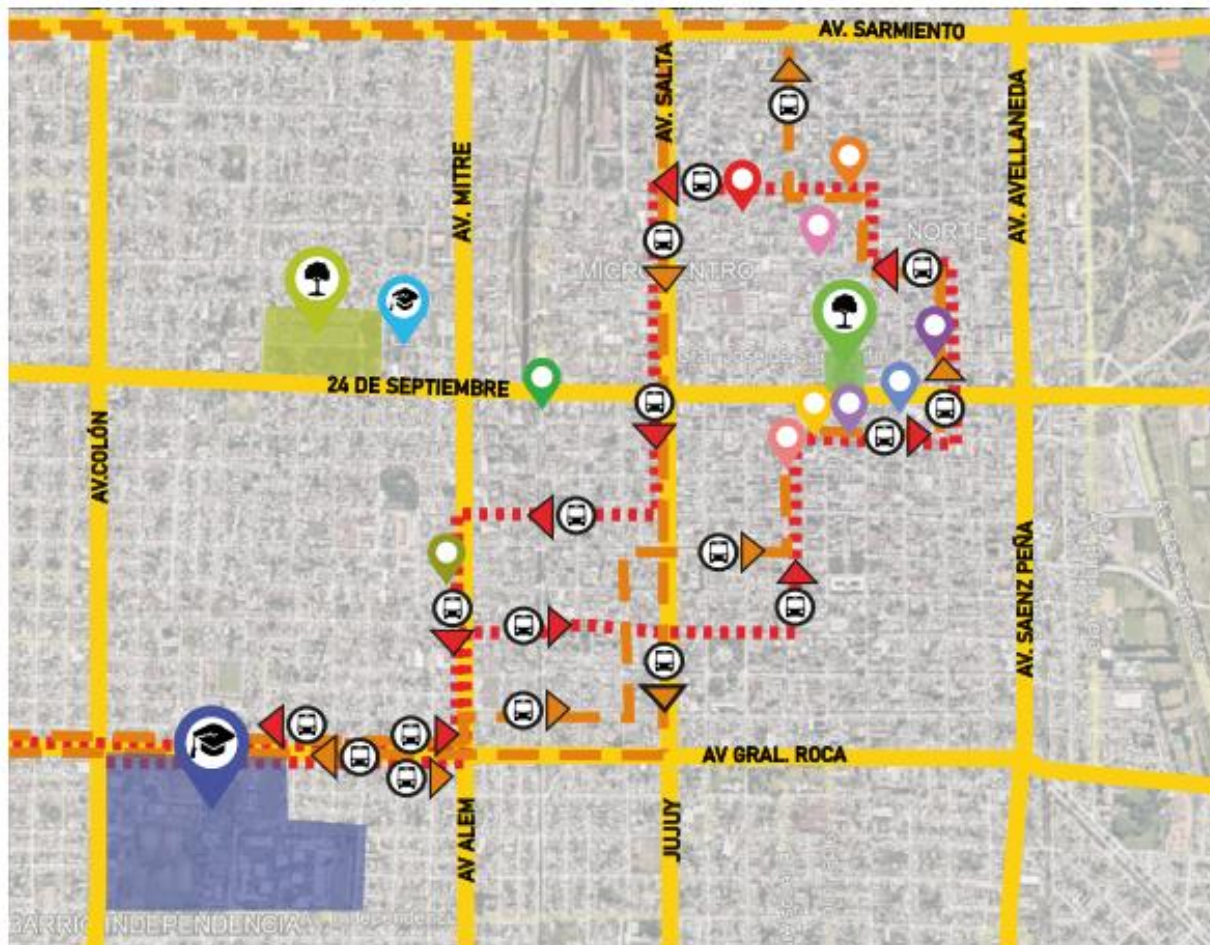 AV. SARMIENTO
AV. SALTA
AV. AVELLANEDA
AV. MITRE
NORTE
MICROCENTRO
24 DE SEPTIEMBRE
AV.COLÓN
AV. SAENZ PEÑA
AV GRAL. ROCA
AV ALEM
JUJUY
BARRIO INDEPENDENCIA